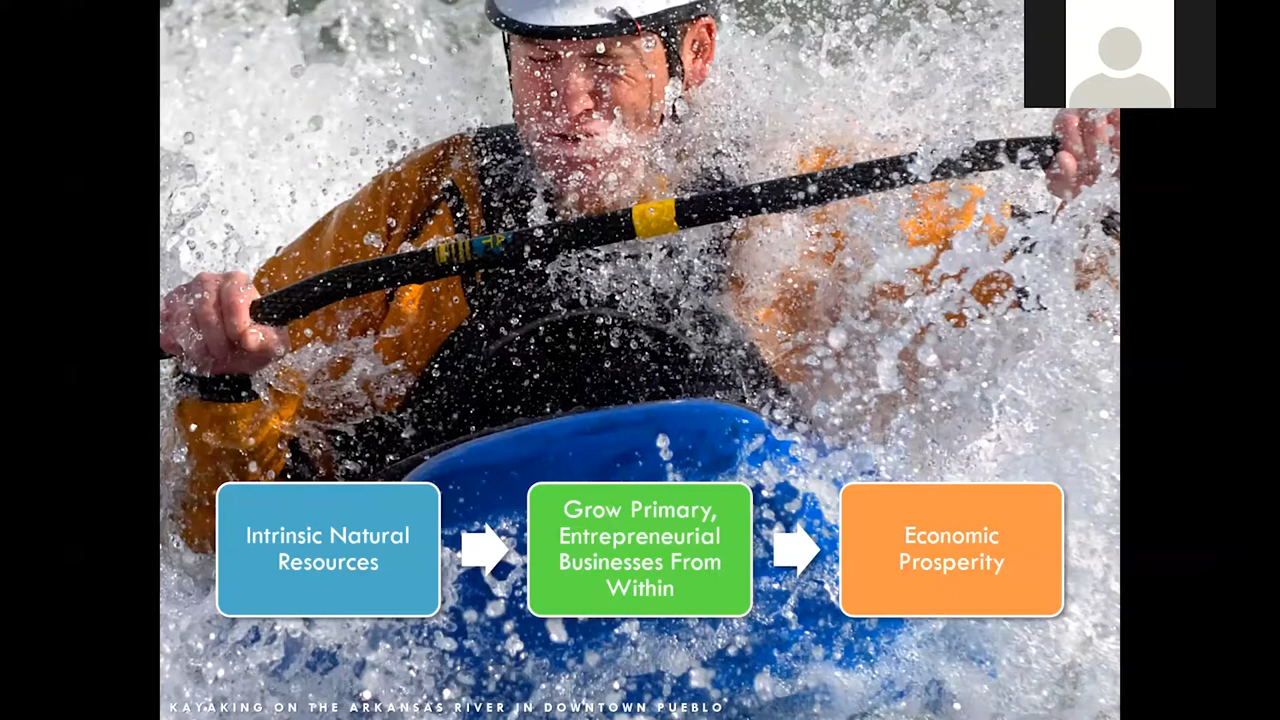 Intrinsic Natural
Resources
Grow Primary,
Entrepreneurial
Businesses From
Within
Economic
Prosperity
KAYAKING ON THE ARKANSAS RIVER IN DOWNTOWN PUEBLO